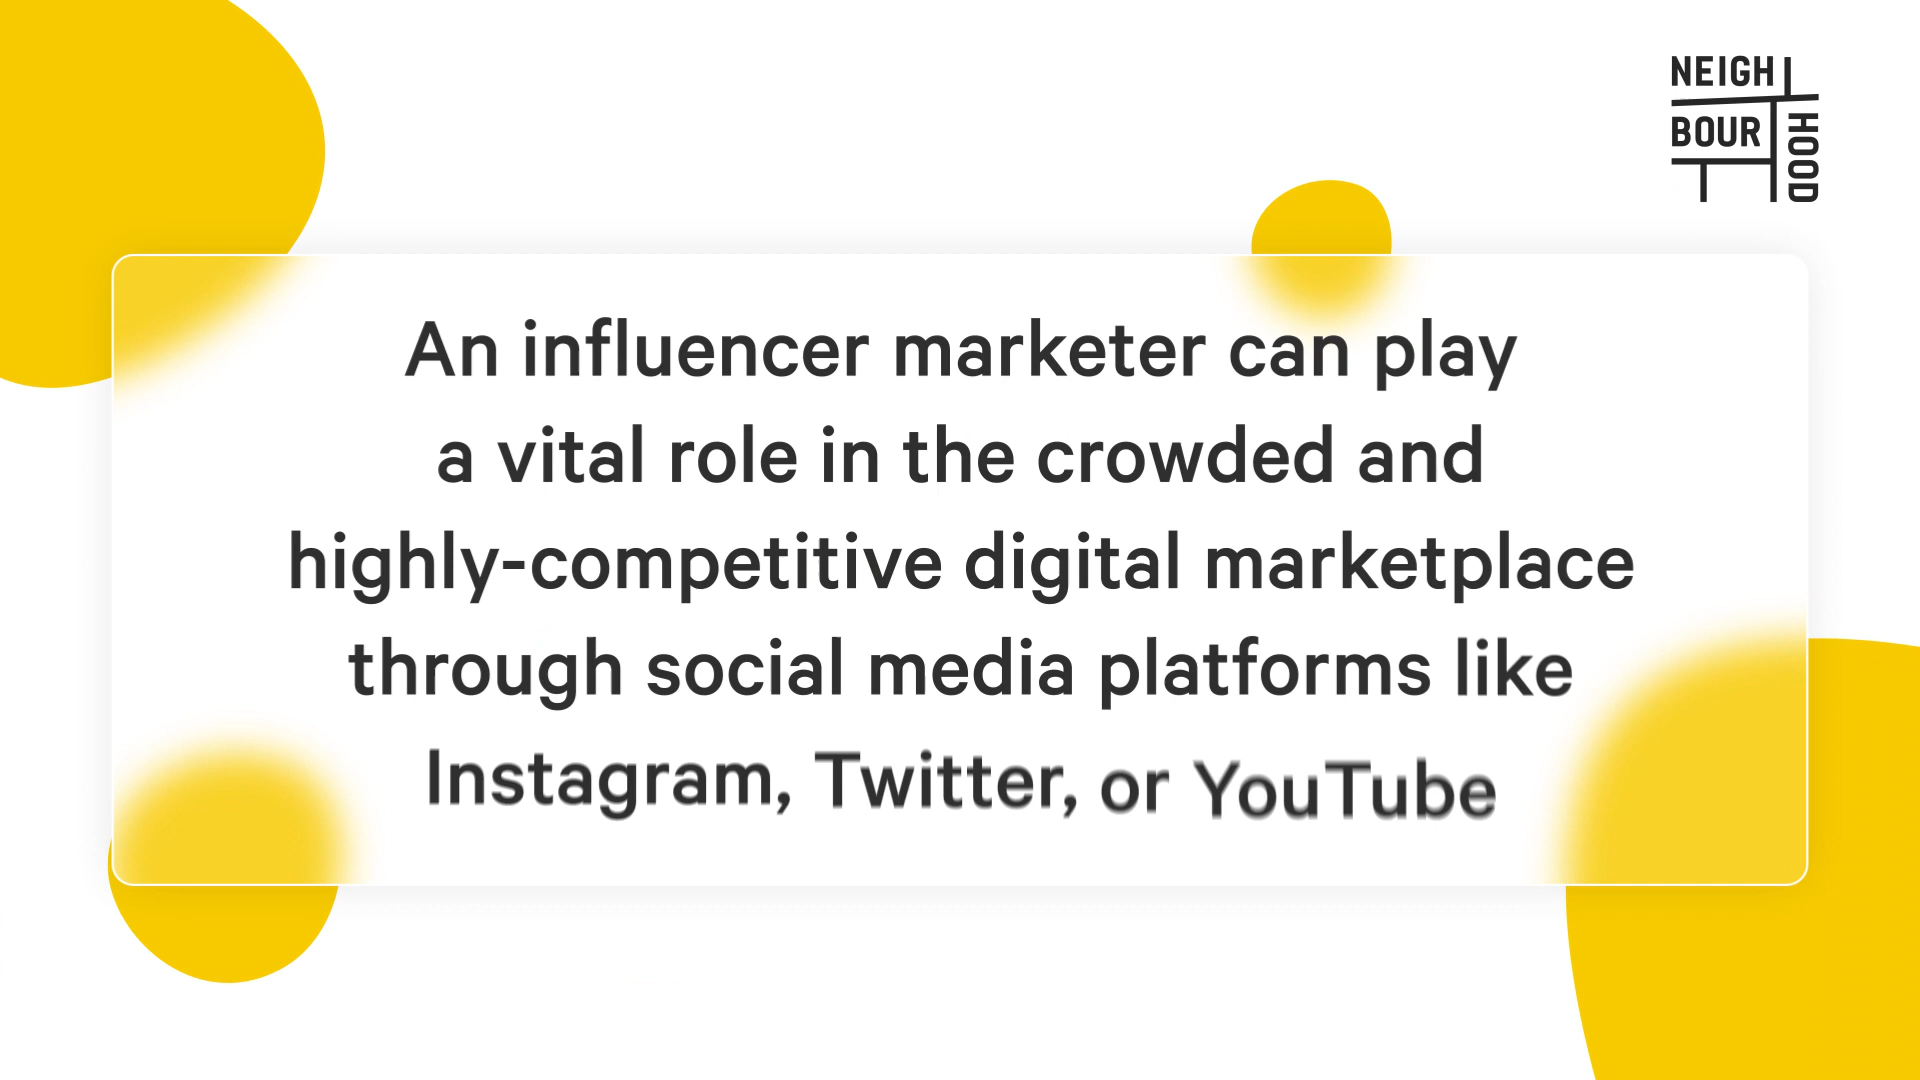 NEIGH
BOUR
HOOD
An influencer marketer can play
a vital role in the crowded and
highly-competitive digital marketplace
through social media platforms like
Instagram, Twitter, or YouTube